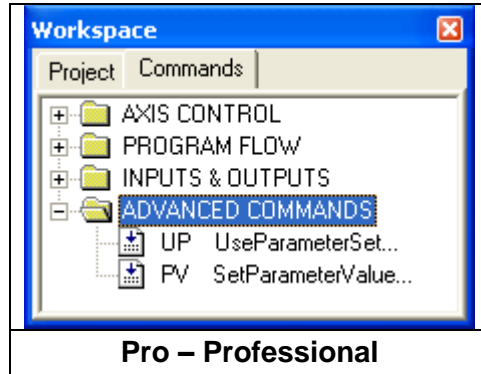 Workspace
Project Commands
AXIS CONTROL
PROGRAM FLOW
INPUTS & OUTPUTS
ADVANCED COMMANDS
UP UseParameterSet...
PV SetParameterValue...
Pro – Professional